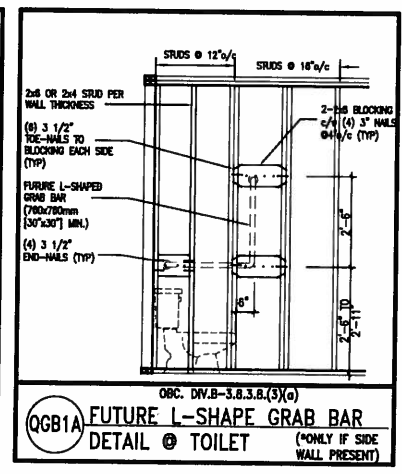 STUDS @ 12"o/c
STUDS @ 16"o/c
2x6 OR 2x4 STUD PER
WALL THICKNESS
2-2x6 BLOCKING
c/w (4) 3" NAILS
@4"o/c (TYP)
(6) 3 1/2"
TOE-NAILS TO
BLOCKING EACH SIDE
(TYP)
FUTURE L-SHAPED
GRAB BAR
(760x760mm
[30"x30"] MIN.)
(4) 3 1/2"
END-NAILS (TYP)
2'-6"
6"
2'-6" TO
2'-11"
OBC. DIV.B-3.8.3.8.(3)(a)
QGB1A
FUTURE L-SHAPE GRAB BAR
DETAIL @ TOILET
(*ONLY IF SIDE
WALL PRESENT)